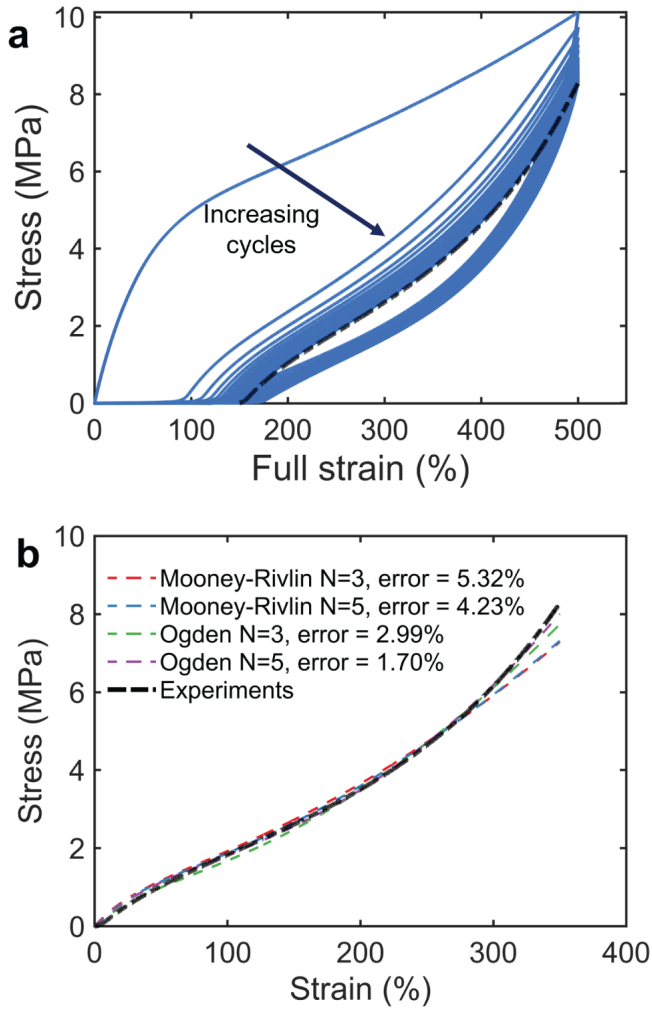 a
10
8
6
4
2
0
Stress (MPa)
Increasing
cycles
0 100 200 300 400 500
Full strain (%)
b
10
8
6
4
2
0
Stress (MPa)
Mooney-Rivlin N=3, error = 5.32%
Mooney-Rivlin N=5, error = 4.23%
Ogden N=3, error = 2.99%
Ogden N=5, error = 1.70%
Experiments
0 100 200 300 400
Strain (%)